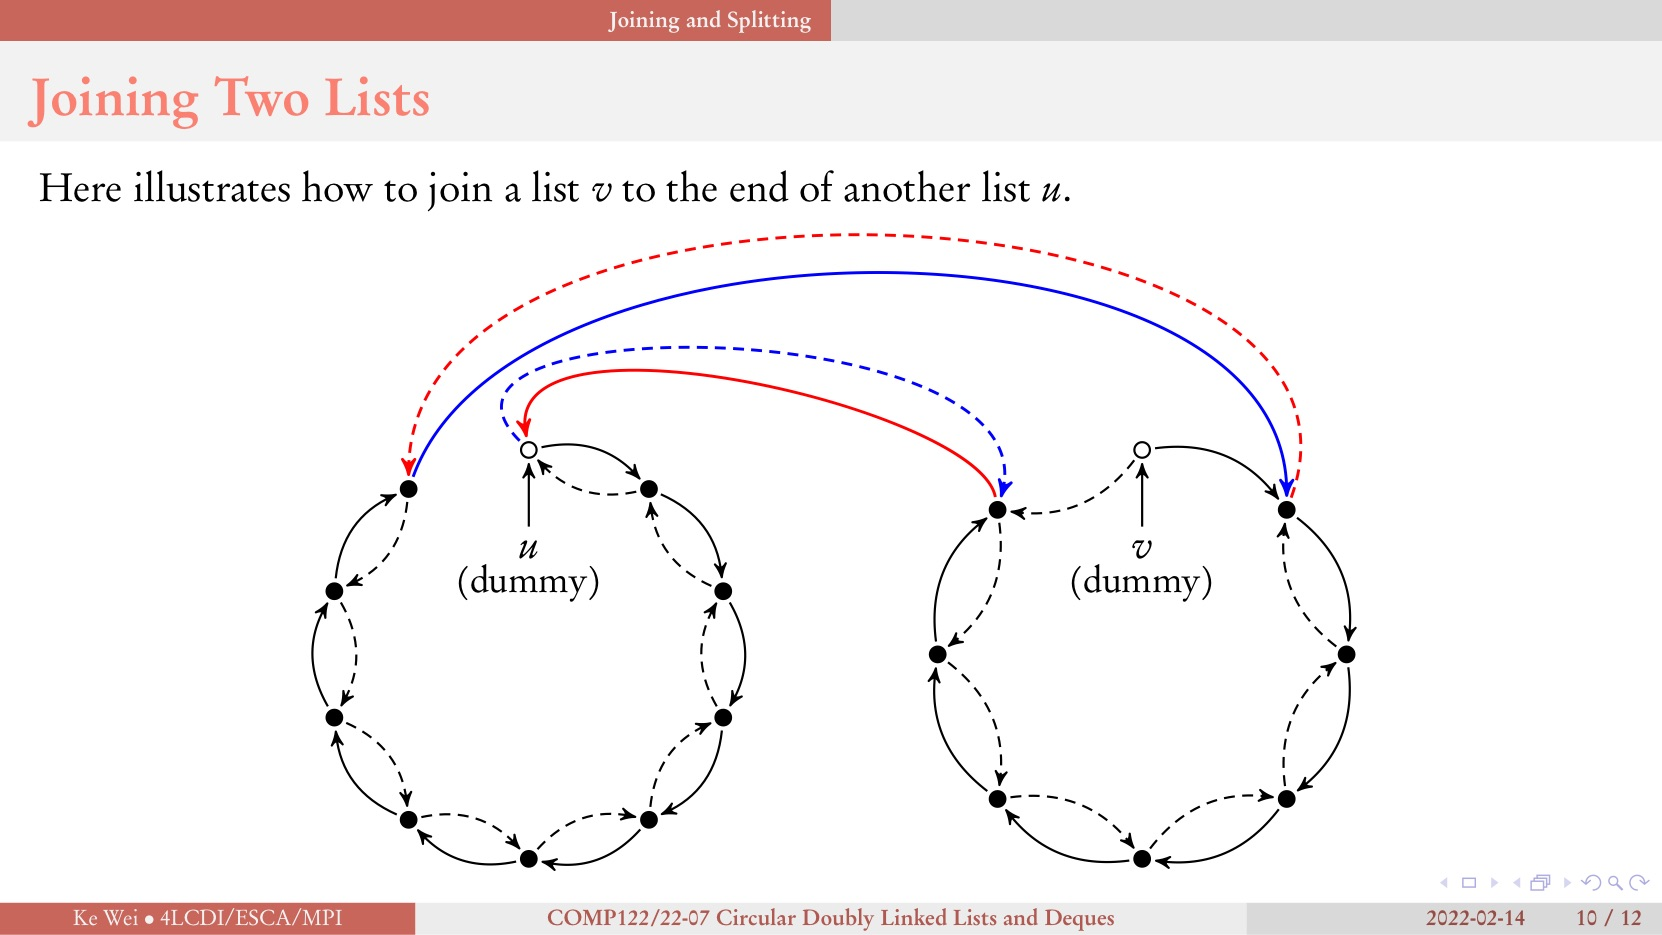 Joining and Splitting
Joining Two Lists
Here illustrates how to join a list v to the end of another list u.
u
(dummy)
v
(dummy)
Ke Wei • 4LCDI/ESCA/MPI
COMP122/22-07 Circular Doubly Linked Lists and Deques
2022-02-14
10 / 12